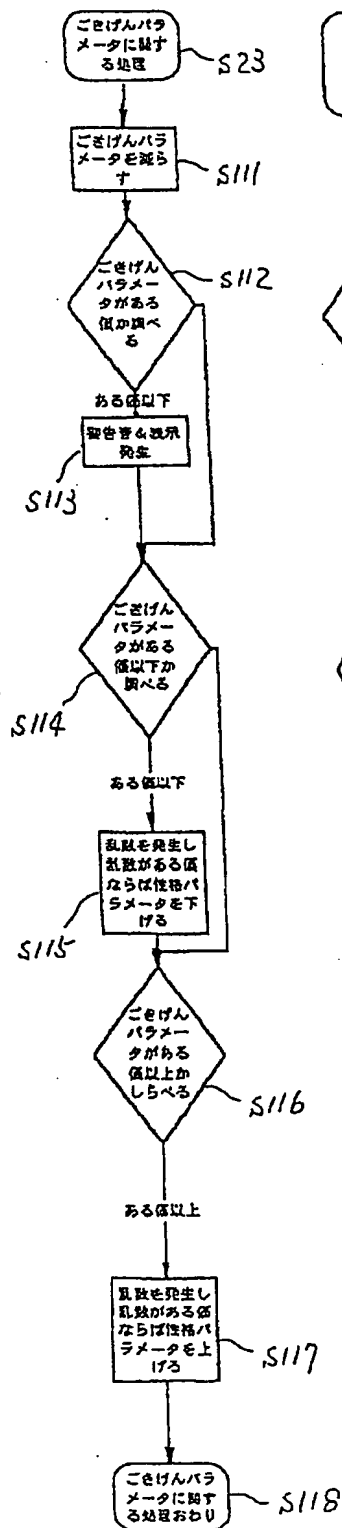 ごきげんパラ
メータに関す
る処理
S23
ごきげんパラ
メータを減ら
す
S111
ごきげん
パラメー
タがある
値か調べ
る
S112
ある値以下
警告音&表示
発生
S113
ごきげん
パラメー
タがある
値以下か
調べる
S114
ある値以下
乱数を発生し
乱数がある値
ならば性格パ
ラメータを下
げる
S115
ごきげん
パラメー
タがある
値以上か
しらべる
S116
ある値以上
乱数を発生し
乱数がある値
ならば性格パ
ラメータを上
げる
S117
ごきげんパラ
メータに関す
る処理おわり
S118